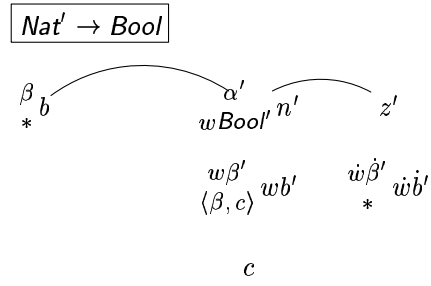 Nat′ → Bool
β α′
b n′ z′
* wBool′
wβ′ ẇβ̇′
wb′ ẇḃ′
⟨β, c⟩ *
c